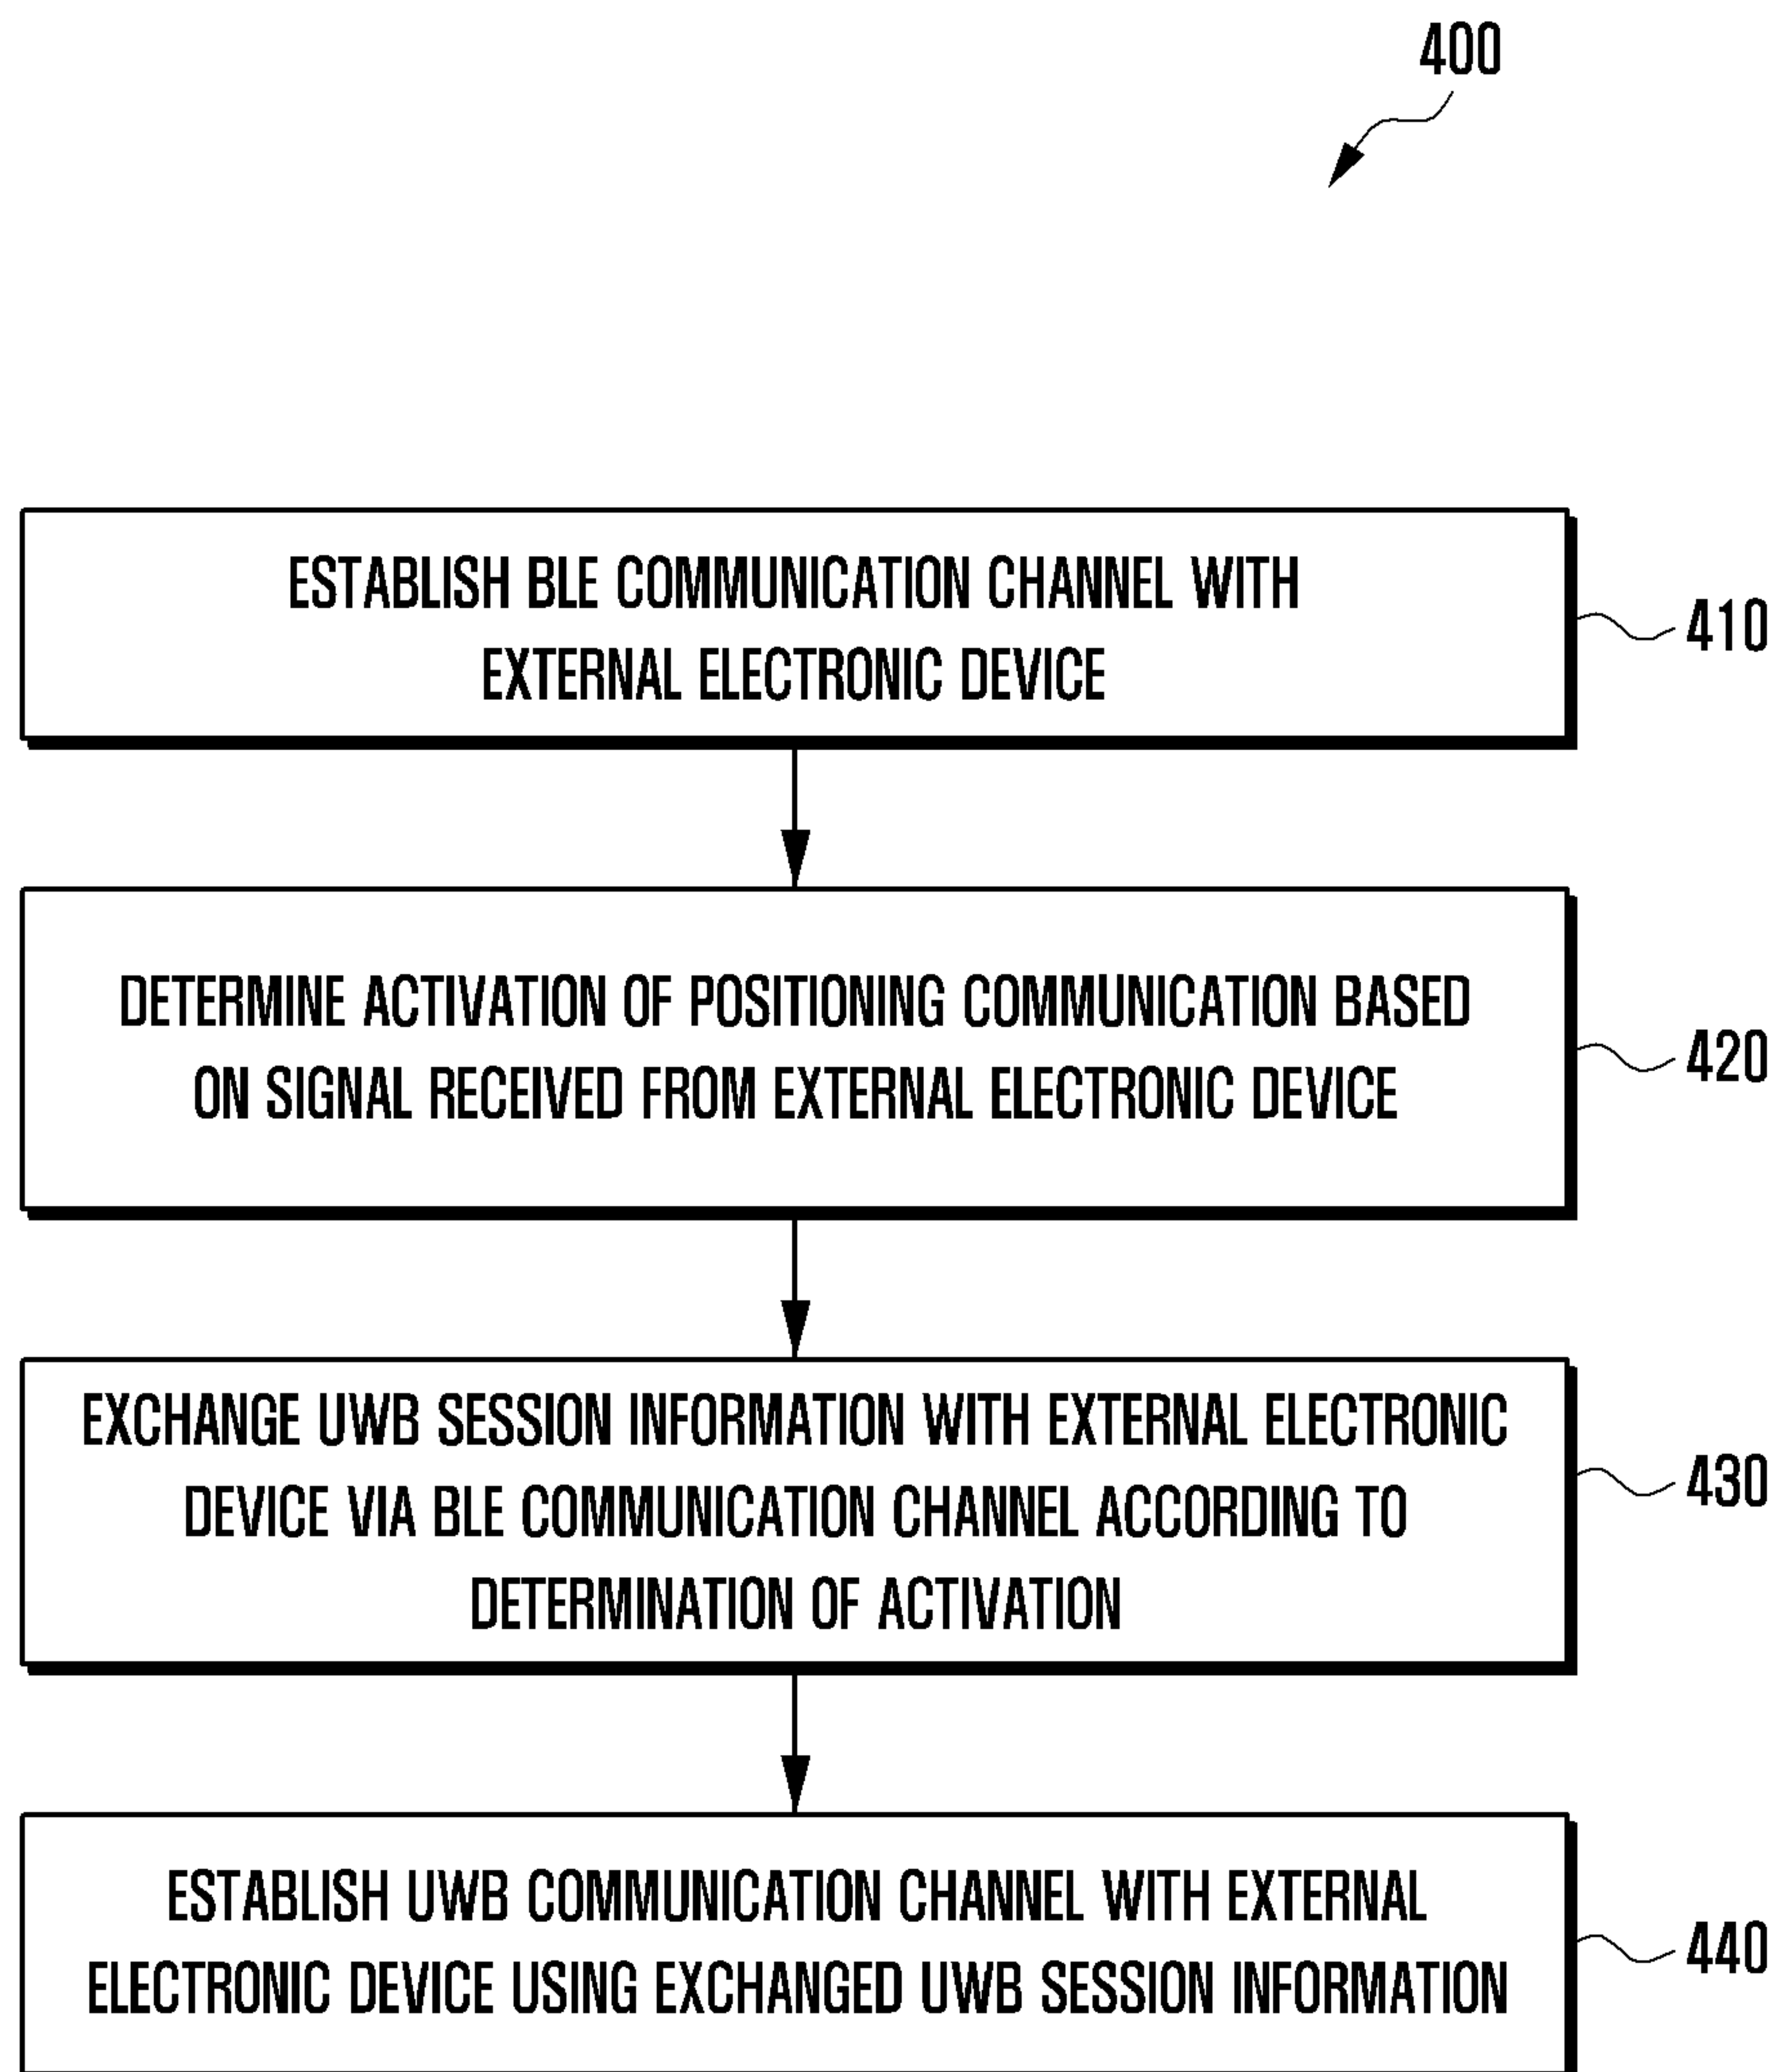 400
ESTABLISH BLE COMMUNICATION CHANNEL WITH
EXTERNAL ELECTRONIC DEVICE
410
DETERMINE ACTIVATION OF POSITIONING COMMUNICATION BASED
ON SIGNAL RECEIVED FROM EXTERNAL ELECTRONIC DEVICE
420
EXCHANGE UWB SESSION INFORMATION WITH EXTERNAL ELECTRONIC
DEVICE VIA BLE COMMUNICATION CHANNEL ACCORDING TO
DETERMINATION OF ACTIVATION
430
ESTABLISH UWB COMMUNICATION CHANNEL WITH EXTERNAL
ELECTRONIC DEVICE USING EXCHANGED UWB SESSION INFORMATION
440